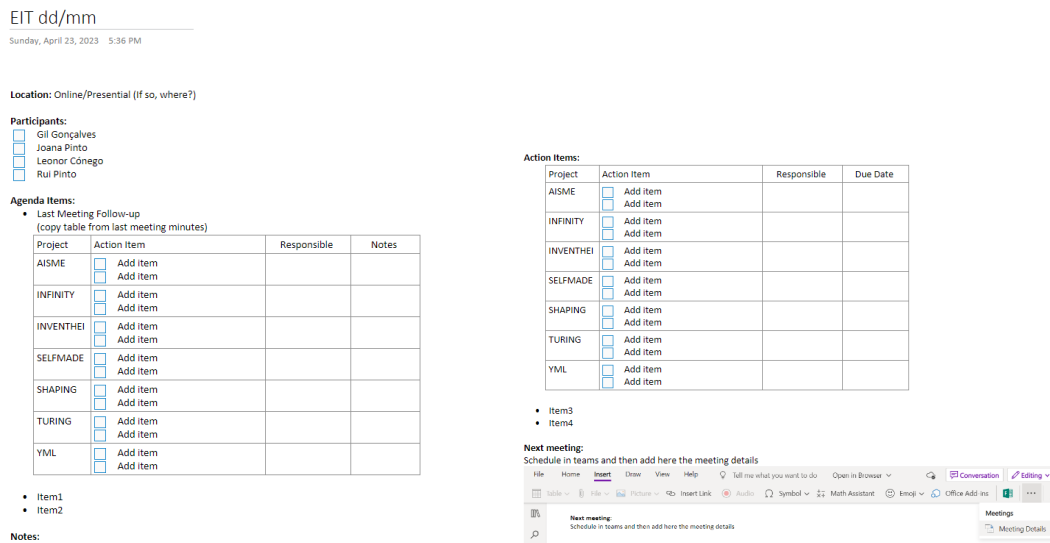 EIT dd/mm
Sunday, April 23, 2023 5:36 PM
Location: Online/Presential (If so, where?)
Participants:
Gil Gonçalves
Joana Pinto
Leonor Cónego
Rui Pinto
Agenda Items:
• Last Meeting Follow-up
(copy table from last meeting minutes)
Project Action Item Responsible Notes
AISME Add item
Add item
INFINITY Add item
Add item
INVENTHEI Add item
Add item
SELFMADE Add item
Add item
SHAPING Add item
Add item
TURING Add item
Add item
YML Add item
Add item
• Item1
• Item2
Notes:
Action Items:
Project Action Item Responsible Due Date
AISME Add item
Add item
INFINITY Add item
Add item
INVENTHEI Add item
Add item
SELFMADE Add item
Add item
SHAPING Add item
Add item
TURING Add item
Add item
YML Add item
Add item
• Item3
• Item4
Next meeting:
Schedule in teams and then add here the meeting details
File Home Insert Draw View Help Tell me what you want to do Open in Browser Conversation Editing
Table File Picture Insert Link Audio Symbol Math Assistant Emoji Office Add-ins
Meetings
Meeting Details
Next meeting:
Schedule in teams and then add here the meeting details